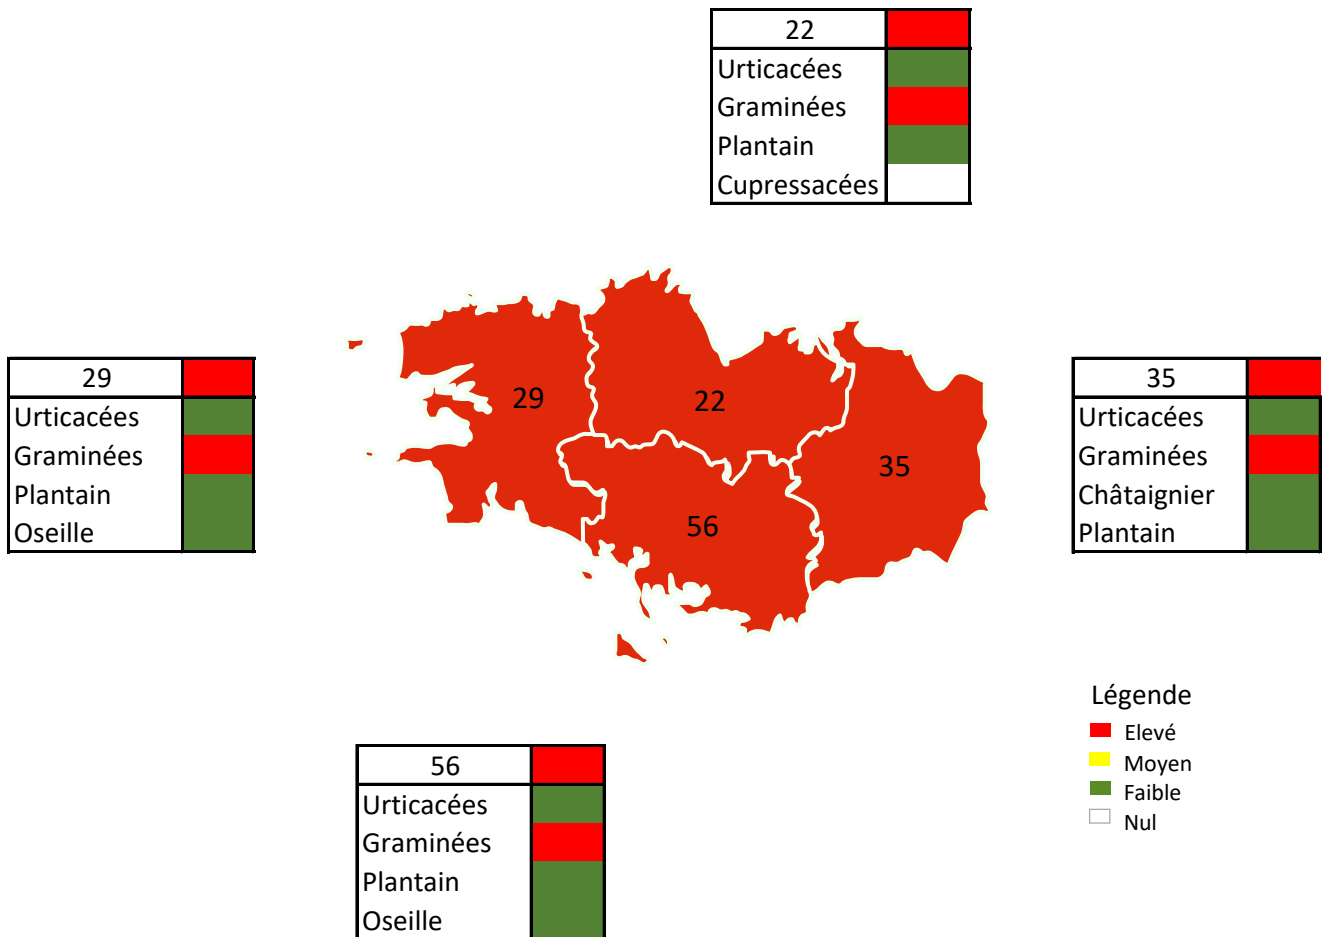 22
Urticacées
Graminées
Plantain
Cupressacées
29
Urticacées
Graminées
Plantain
Oseille
29
22
35
56
35
Urticacées
Graminées
Châtaignier
Plantain
56
Urticacées
Graminées
Plantain
Oseille
Légende
Elevé
Moyen
Faible
Nul